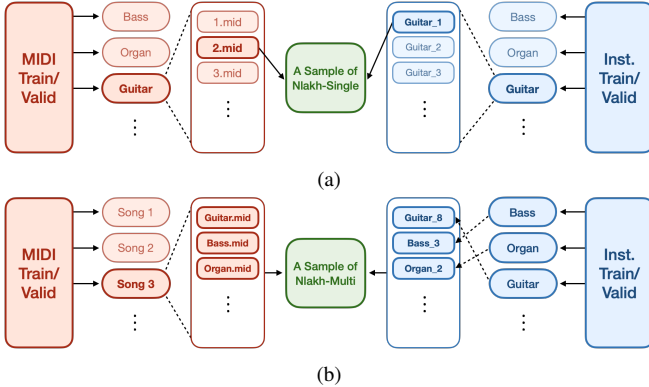 MIDI
Train/
Valid
Bass
Organ
Guitar
⋮
1.mid
2.mid
3.mid
⋮
A Sample of
Nlakh-Single
Guitar_1
Guitar_2
Guitar_3
⋮
Bass
Organ
Guitar
⋮
Inst.
Train/
Valid
(a)
MIDI
Train/
Valid
Song 1
Song 2
Song 3
⋮
Guitar.mid
Bass.mid
Organ.mid
⋮
A Sample of
Nlakh-Multi
Guitar_8
Bass_3
Organ_2
⋮
Bass
Organ
Guitar
⋮
Inst.
Train/
Valid
(b)